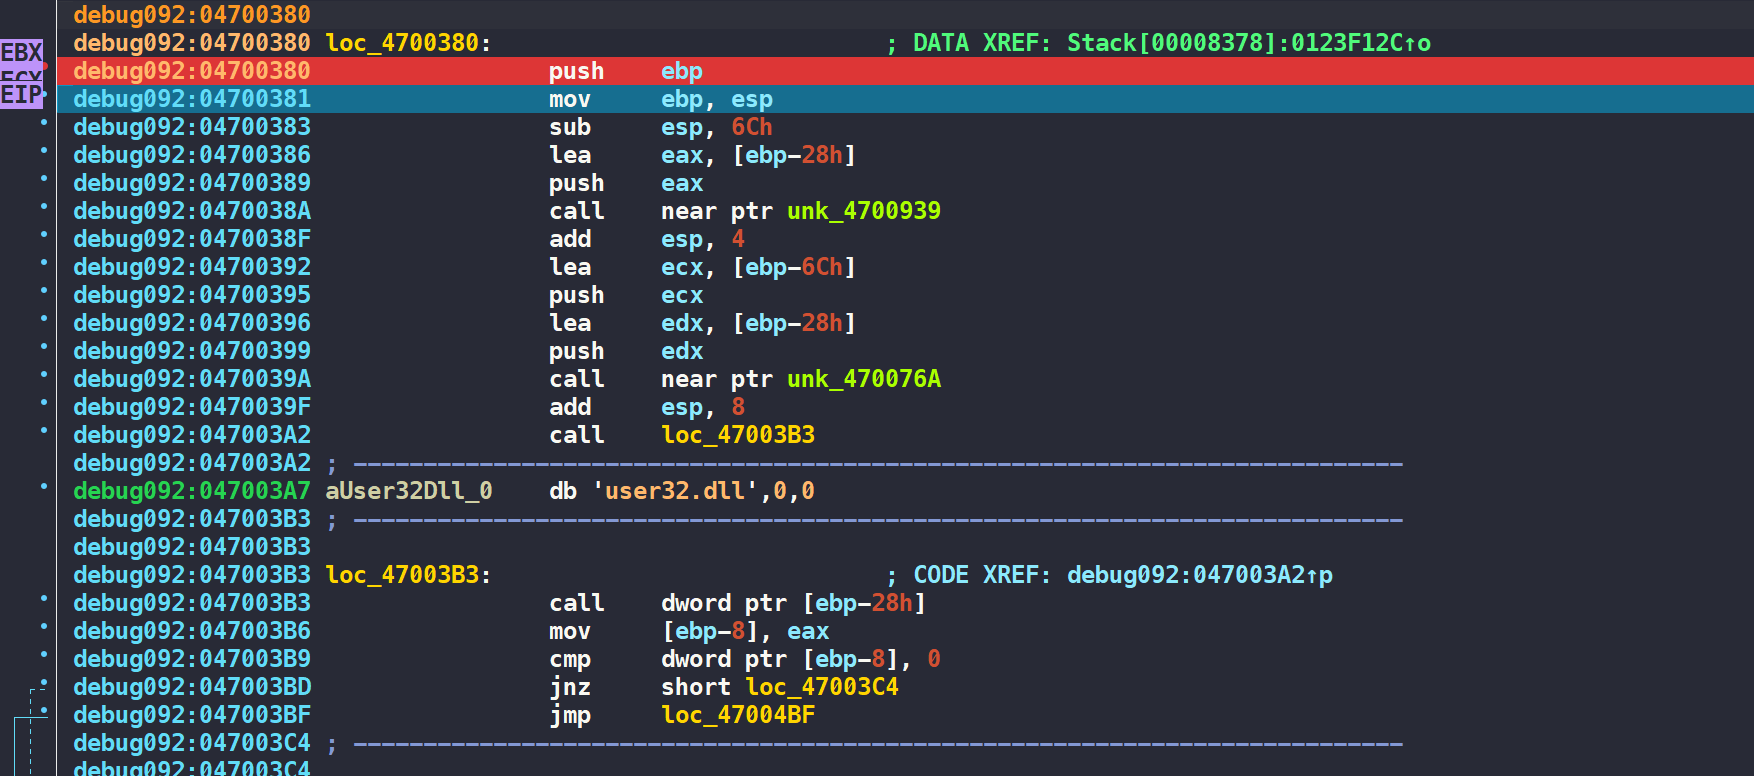 debug092:04700380
debug092:04700380 loc_4700380: ; DATA XREF: Stack[00008378]:0123F12C↑o
EBX
debug092:04700380 push ebp
ECX
EIP
debug092:04700381 mov ebp, esp
debug092:04700383 sub esp, 6Ch
debug092:04700386 lea eax, [ebp-28h]
debug092:04700389 push eax
debug092:0470038A call near ptr unk_4700939
debug092:0470038F add esp, 4
debug092:04700392 lea ecx, [ebp-6Ch]
debug092:04700395 push ecx
debug092:04700396 lea edx, [ebp-28h]
debug092:04700399 push edx
debug092:0470039A call near ptr unk_470076A
debug092:0470039F add esp, 8
debug092:047003A2 call loc_47003B3
debug092:047003A2 ; ---------------------------------------------------------------------------
debug092:047003A7 aUser32Dll_0 db 'user32.dll',0,0
debug092:047003B3 ; ---------------------------------------------------------------------------
debug092:047003B3
debug092:047003B3 loc_47003B3: ; CODE XREF: debug092:047003A2↑p
debug092:047003B3 call dword ptr [ebp-28h]
debug092:047003B6 mov [ebp-8], eax
debug092:047003B9 cmp dword ptr [ebp-8], 0
debug092:047003BD jnz short loc_47003C4
debug092:047003BF jmp loc_47004BF
debug092:047003C4 ; ---------------------------------------------------------------------------
debug092:047003C4